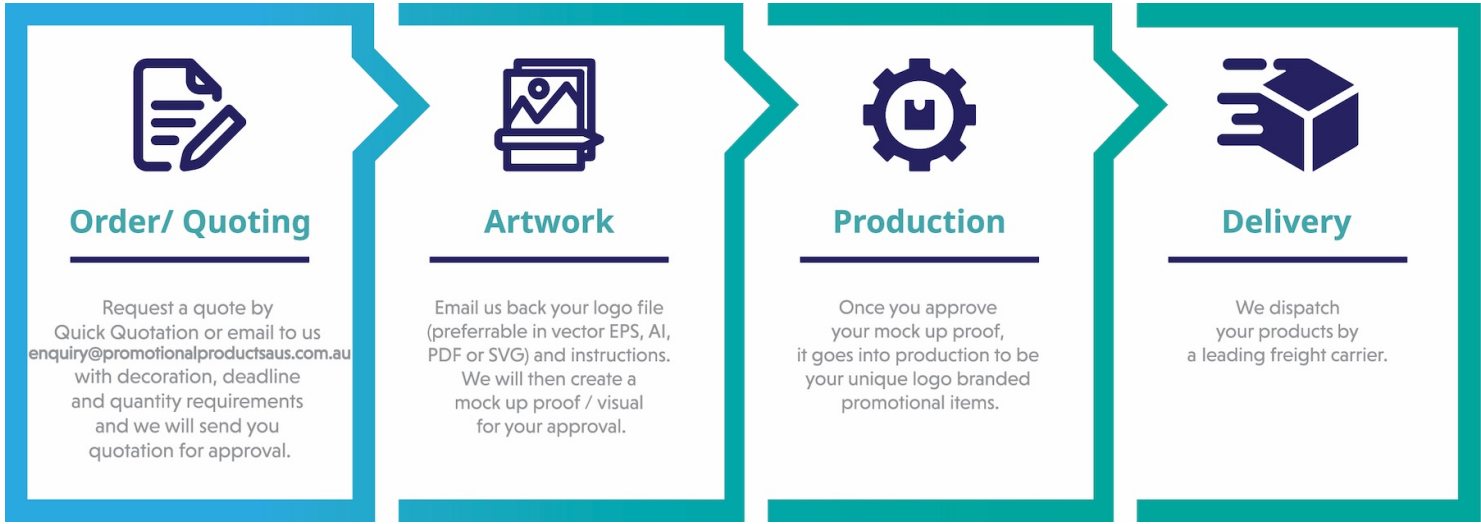 Order/ Quoting
Request a quote by
Quick Quotation or email to us
enquiry@promotionalproductsaus.com.au
with decoration, deadline
and quantity requirements
and we will send you
quotation for approval.
Artwork
Email us back your logo file
(preferrable in vector EPS, AI,
PDF or SVG) and instructions.
We will then create a
mock up proof / visual
for your approval.
Production
Once you approve
your mock up proof,
it goes into production to be
your unique logo branded
promotional items.
Delivery
We dispatch
your products by
a leading freight carrier.